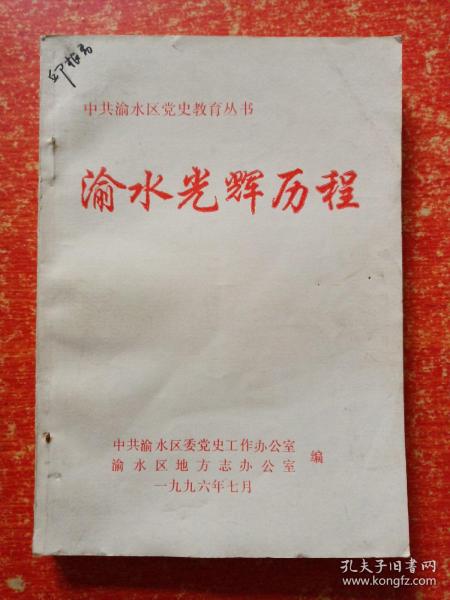 中共渝水区党史教育丛书
渝水光辉历程
中共渝水区委党史工作办公室
渝水区地方志办公室 编
一九九六年七月
孔夫子旧书网
www.kongfz.com